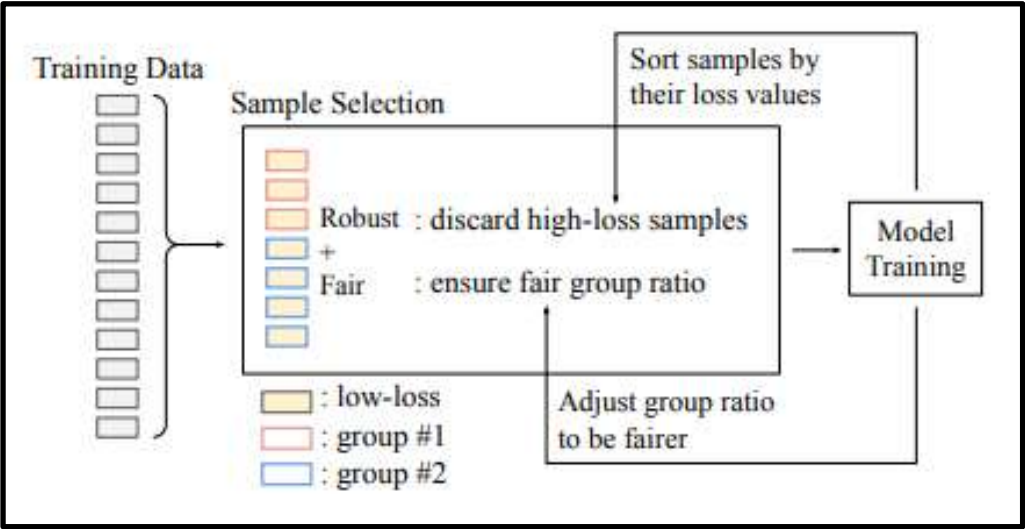 Training Data
Sample Selection
Sort samples by
their loss values
Robust : discard high-loss samples
+
Fair : ensure fair group ratio
Model
Training
: low-loss
: group #1
: group #2
Adjust group ratio
to be fairer